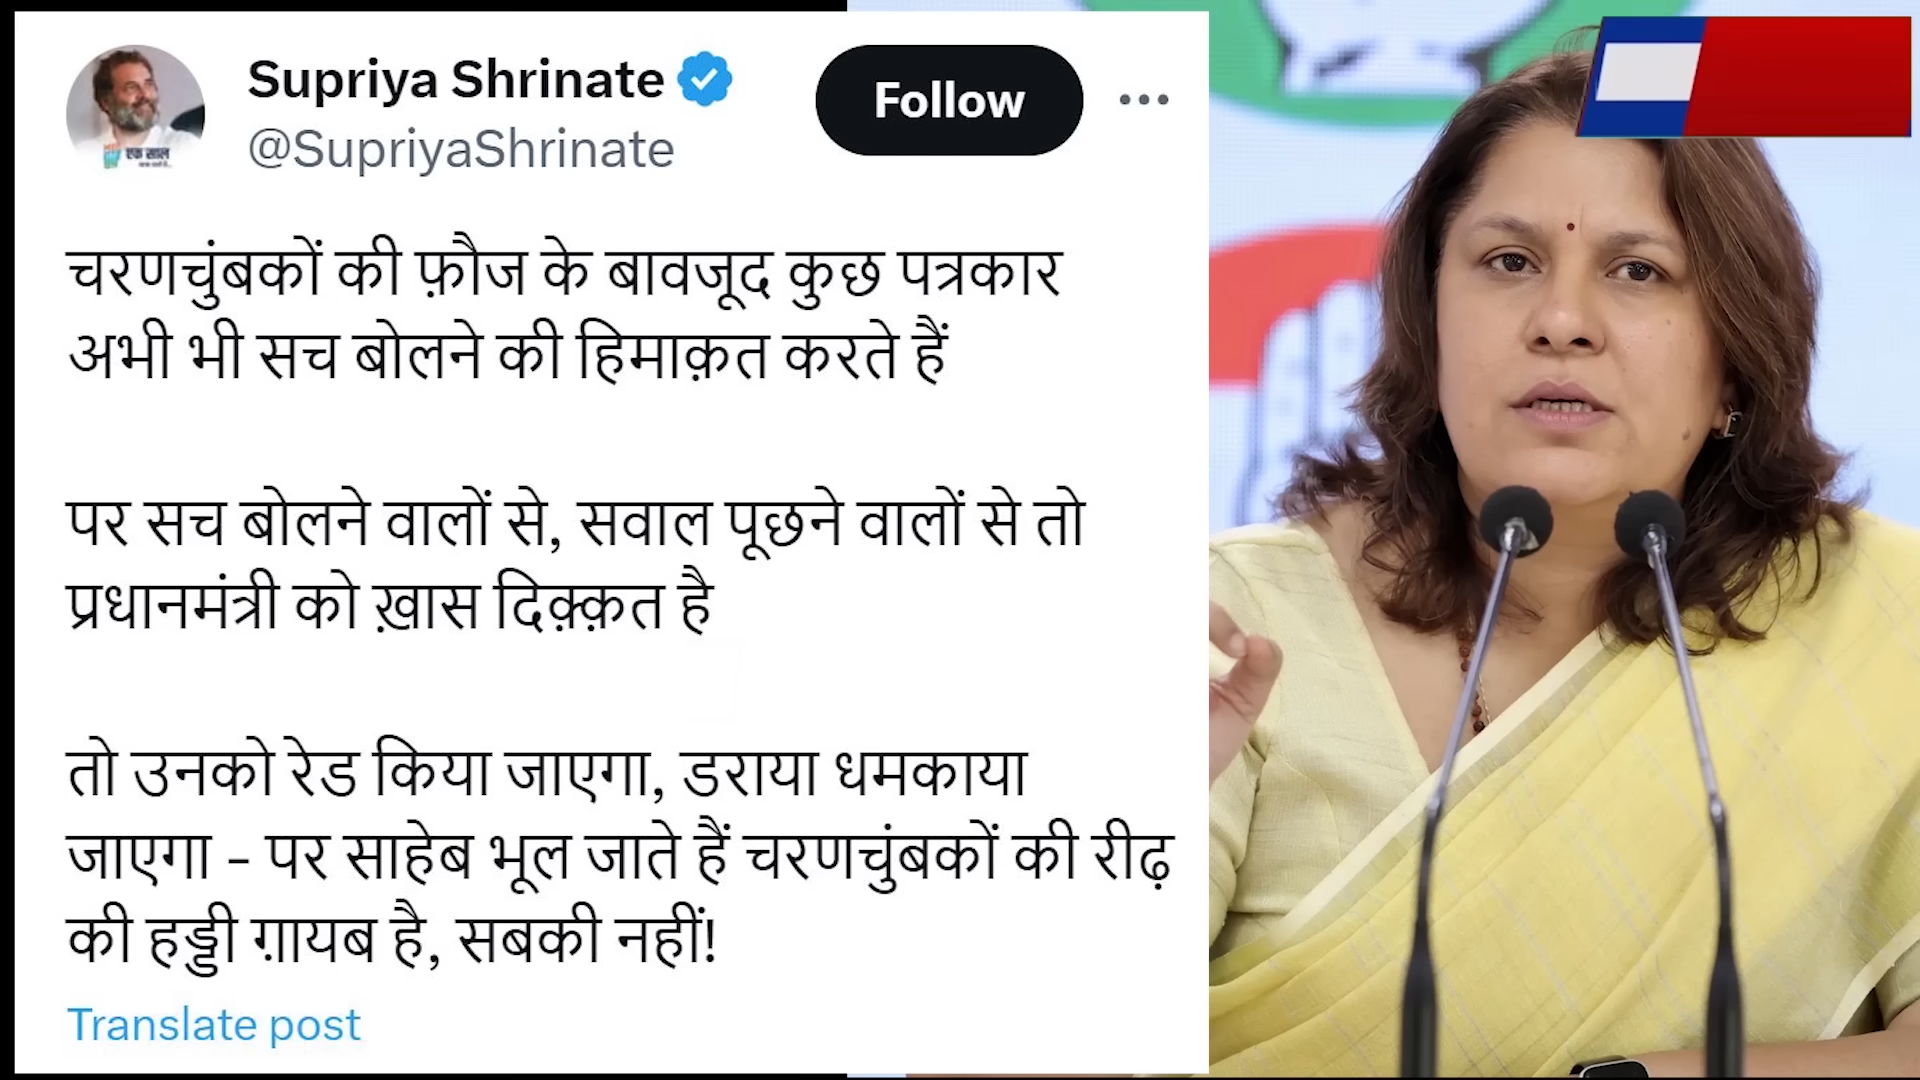 Supriya Shrinate
@SupriyaShrinate
Follow
एक साल
चरणचुंबकों की फ़ौज के बावजूद कुछ पत्रकार
अभी भी सच बोलने की हिमाक़त करते हैं
पर सच बोलने वालों से, सवाल पूछने वालों से तो
प्रधानमंत्री को ख़ास दिक़्क़त है
तो उनको रेड किया जाएगा, डराया धमकाया
जाएगा - पर साहेब भूल जाते हैं चरणचुंबकों की रीढ़
की हड्डी ग़ायब है, सबकी नहीं!
Translate post